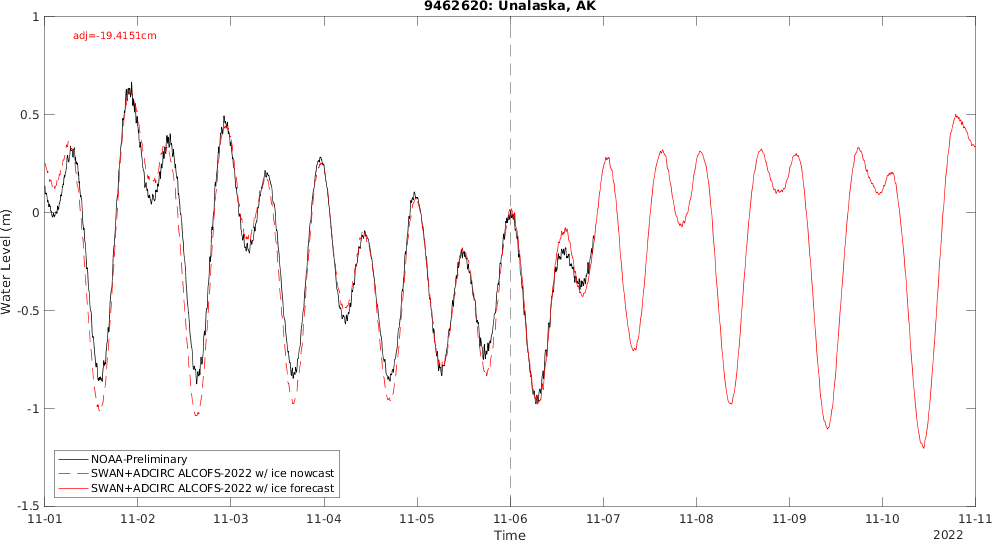 9462620: Unalaska, AK
adj=-19.4151cm
1
0.5
0
-0.5
-1
-1.5
Water Level (m)
NOAA-Preliminary
SWAN+ADCIRC ALCOFS-2022 w/ ice nowcast
SWAN+ADCIRC ALCOFS-2022 w/ ice forecast
11-01 11-02 11-03 11-04 11-05 11-06 11-07 11-08 11-09 11-10 11-11
Time
2022